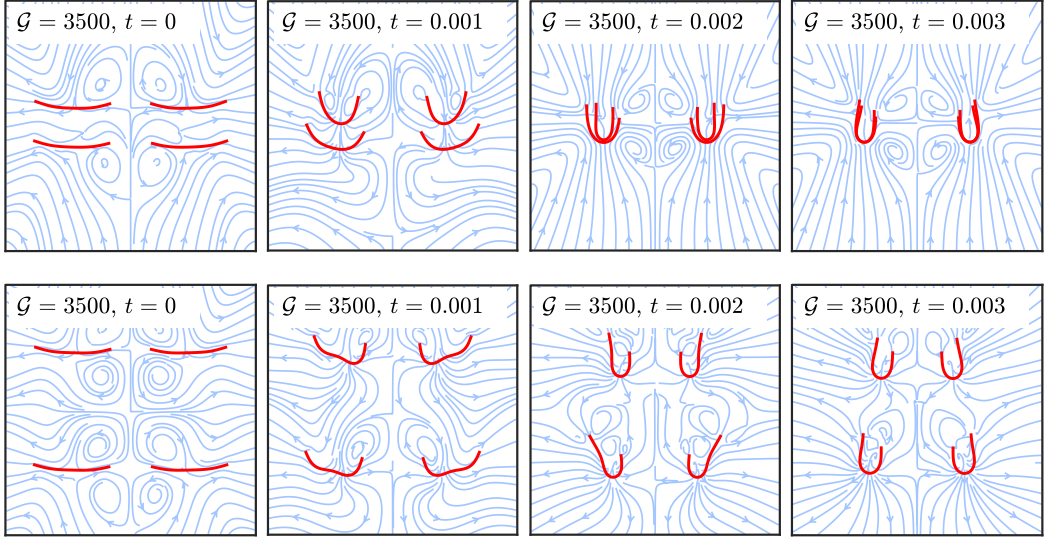 𝒢 = 3500, t = 0
𝒢 = 3500, t = 0.001
𝒢 = 3500, t = 0.002
𝒢 = 3500, t = 0.003
𝒢 = 3500, t = 0
𝒢 = 3500, t = 0.001
𝒢 = 3500, t = 0.002
𝒢 = 3500, t = 0.003